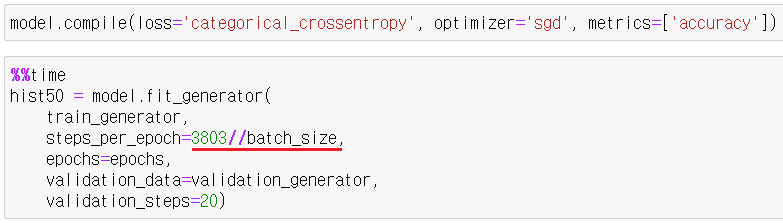 model.compile(loss='categorical_crossentropy', optimizer='sgd', metrics=['accuracy'])
%%time
hist50 = model.fit_generator(
    train_generator,
    steps_per_epoch=3803//batch_size,
    epochs=epochs,
    validation_data=validation_generator,
    validation_steps=20)